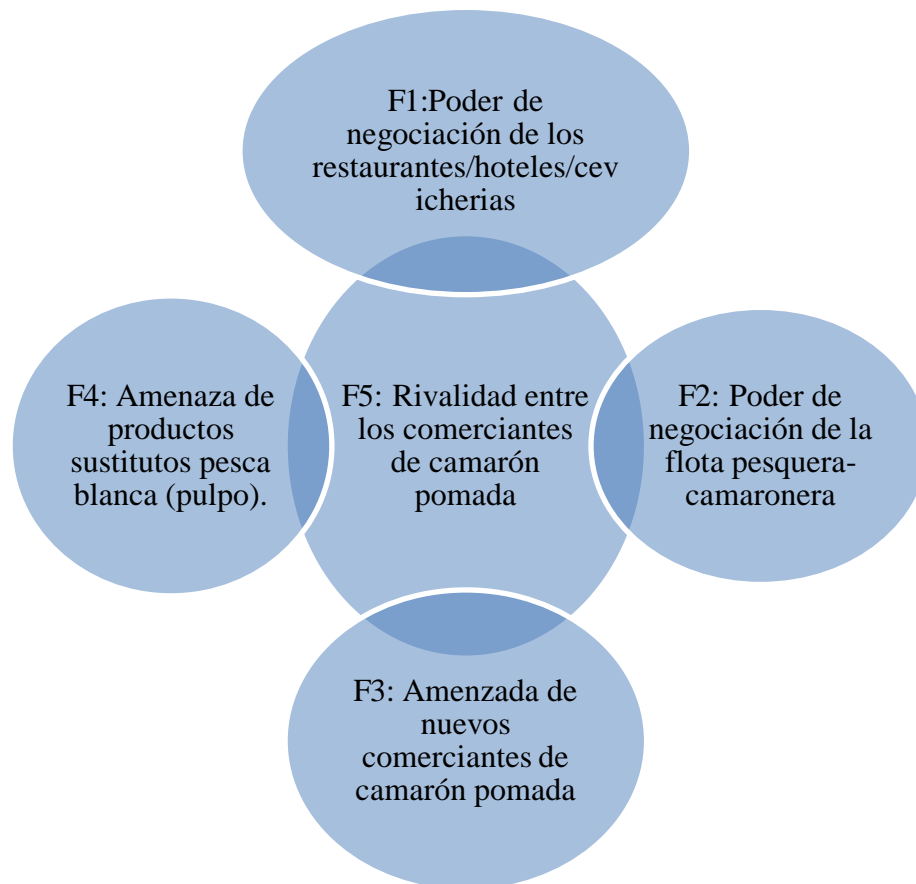 F1:Poder de
negociación de los
restaurantes/hoteles/cev
icherias
F4: Amenaza de
productos
sustitutos pesca
blanca (pulpo).
F5: Rivalidad entre
los comerciantes
de camarón
pomada
F2: Poder de
negociación de la
flota pesquera-
camaronera
F3: Amenzada de
nuevos
comerciantes de
camarón pomada